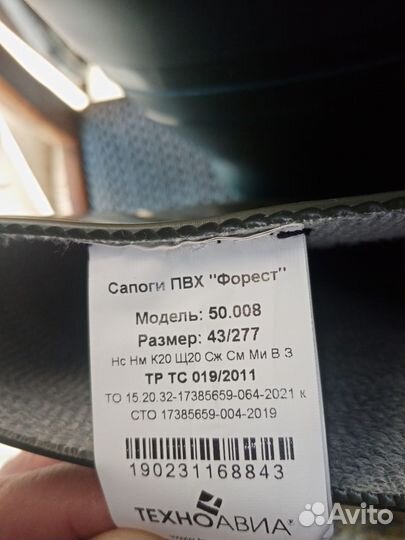 Сапоги ПВХ "Форест"
Модель: 50.008
Размер: 43/277
Нс Нм К20 Щ20 Сж См Ми В З
ТР ТС 019/2011
ТО 15.20.32-17385659-064-2021 к
СТО 17385659-004-2019
190231168843
ТЕХНОАВИА®
Avito